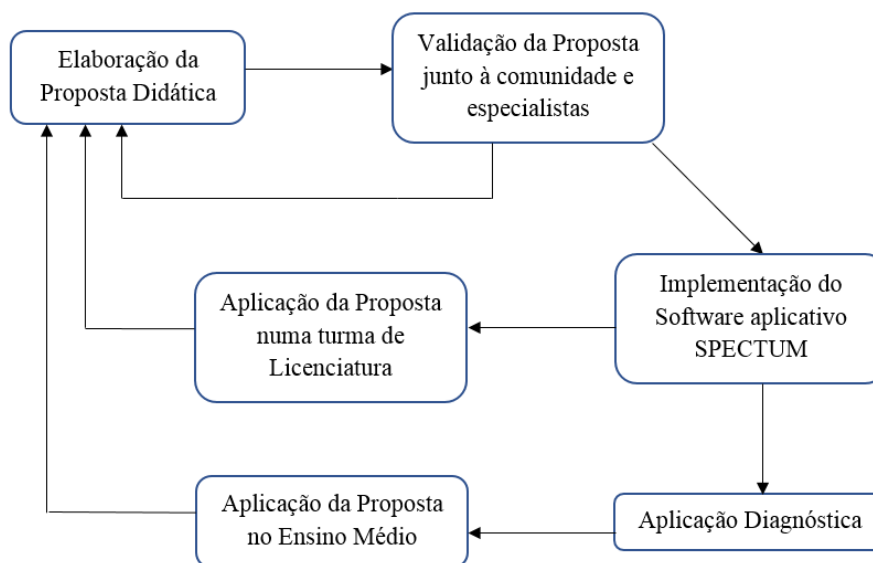 Elaboração da
Proposta Didática
Validação da Proposta
junto à comunidade e
especialistas
Aplicação da Proposta
numa turma de
Licenciatura
Implementação do
Software aplicativo
SPECTUM
Aplicação da Proposta
no Ensino Médio
Aplicação Diagnóstica